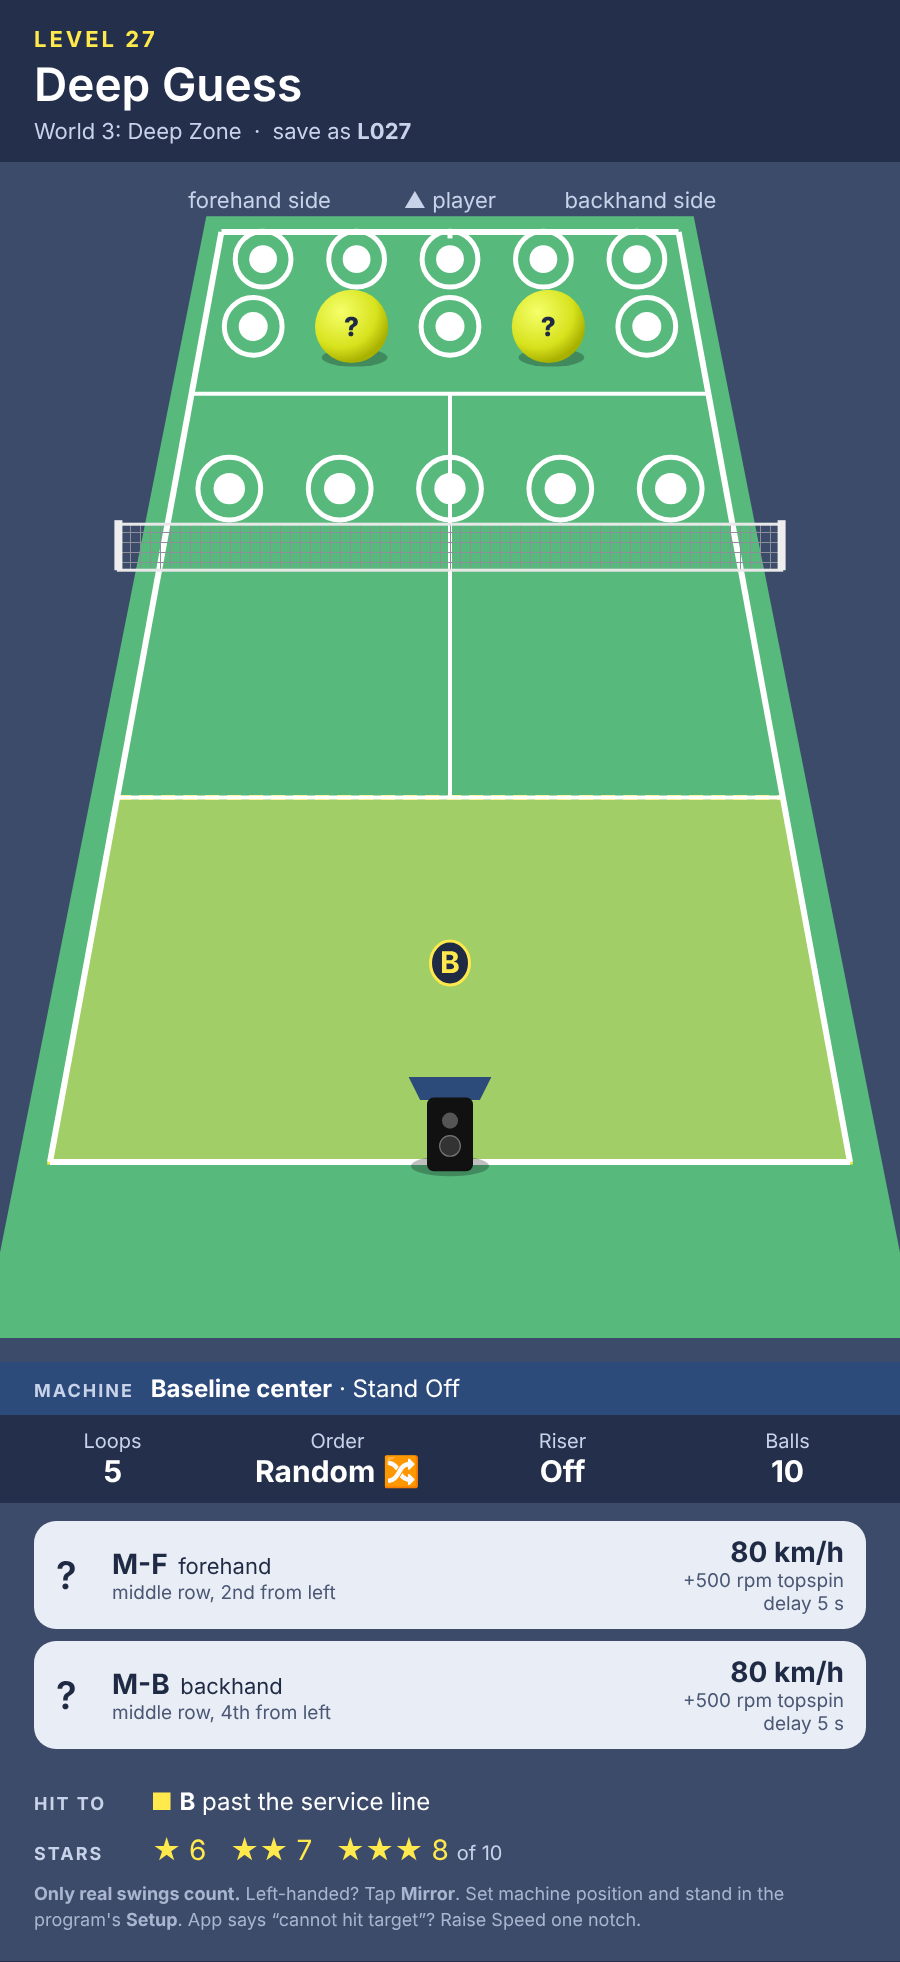 LEVEL 27
Deep Guess
World 3: Deep Zone · save as L027
forehand side ▲ player backhand side
? ?
B
MACHINE Baseline center · Stand Off
Loops Order Riser Balls
5 Random 🔀 Off 10
? M-F forehand 80 km/h
middle row, 2nd from left +500 rpm topspin
delay 5 s
? M-B backhand 80 km/h
middle row, 4th from left +500 rpm topspin
delay 5 s
HIT TO B past the service line
STARS ★ 6 ★★ 7 ★★★ 8 of 10
Only real swings count. Left-handed? Tap Mirror. Set machine position and stand in the
program's Setup. App says “cannot hit target”? Raise Speed one notch.